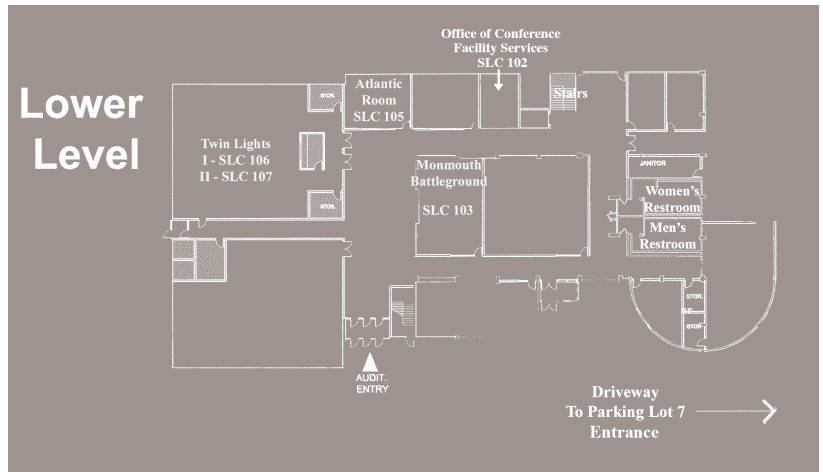 Lower
Level
Office of Conference
Facility Services
SLC 102
Stairs
STOR.
Atlantic
Room
SLC 105
Twin Lights
I - SLC 106
II - SLC 107
STOR.
Monmouth
Battleground
SLC 103
JANITOR
Women's
Restroom
Men's
Restroom
STOR.
STOR
AUDIT.
ENTRY
Driveway
To Parking Lot 7
Entrance